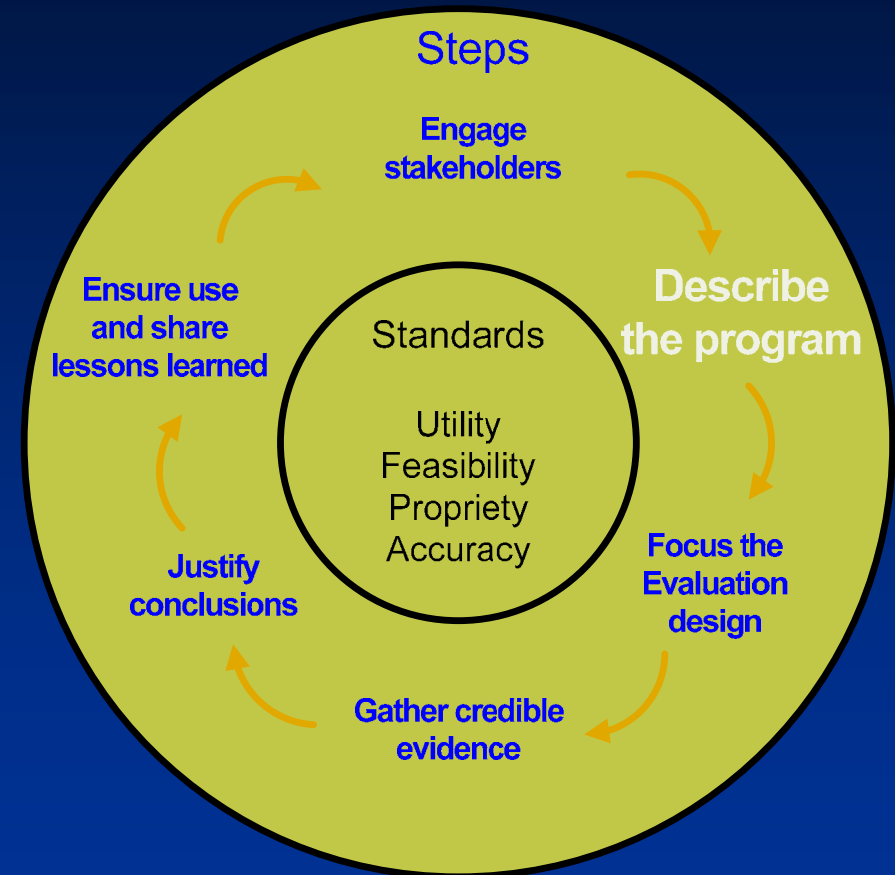 Steps
Engage
stakeholders
Describe
the program
Focus the
Evaluation
design
Gather credible
evidence
Justify
conclusions
Ensure use
and share
lessons learned
Standards
Utility
Feasibility
Propriety
Accuracy